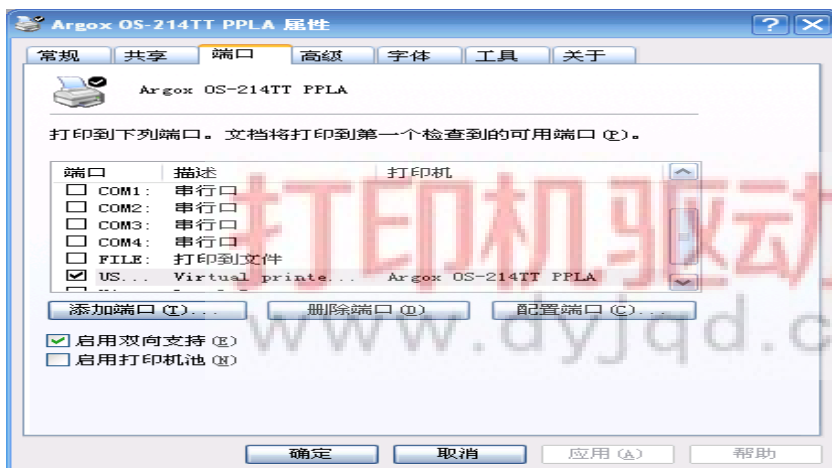 Argox OS-214TT PPLA 属性
常规 共享 端口 高级 字体 工具 关于
Argox OS-214TT PPLA
打印到下列端口。文档将打印到第一个检查到的可用端口(P)。
端口 描述 打印机
COM1: 串行口
COM2: 串行口
COM3: 串行口
COM4: 串行口
FILE: 打印到文件
US... Virtual printe... Argox OS-214TT PPLA
添加端口(T)... 删除端口(D) 配置端口(C)...
启用双向支持(E)
启用打印机池(N)
确定 取消 应用(A) 帮助
打印机驱动
www.dyjqd.c